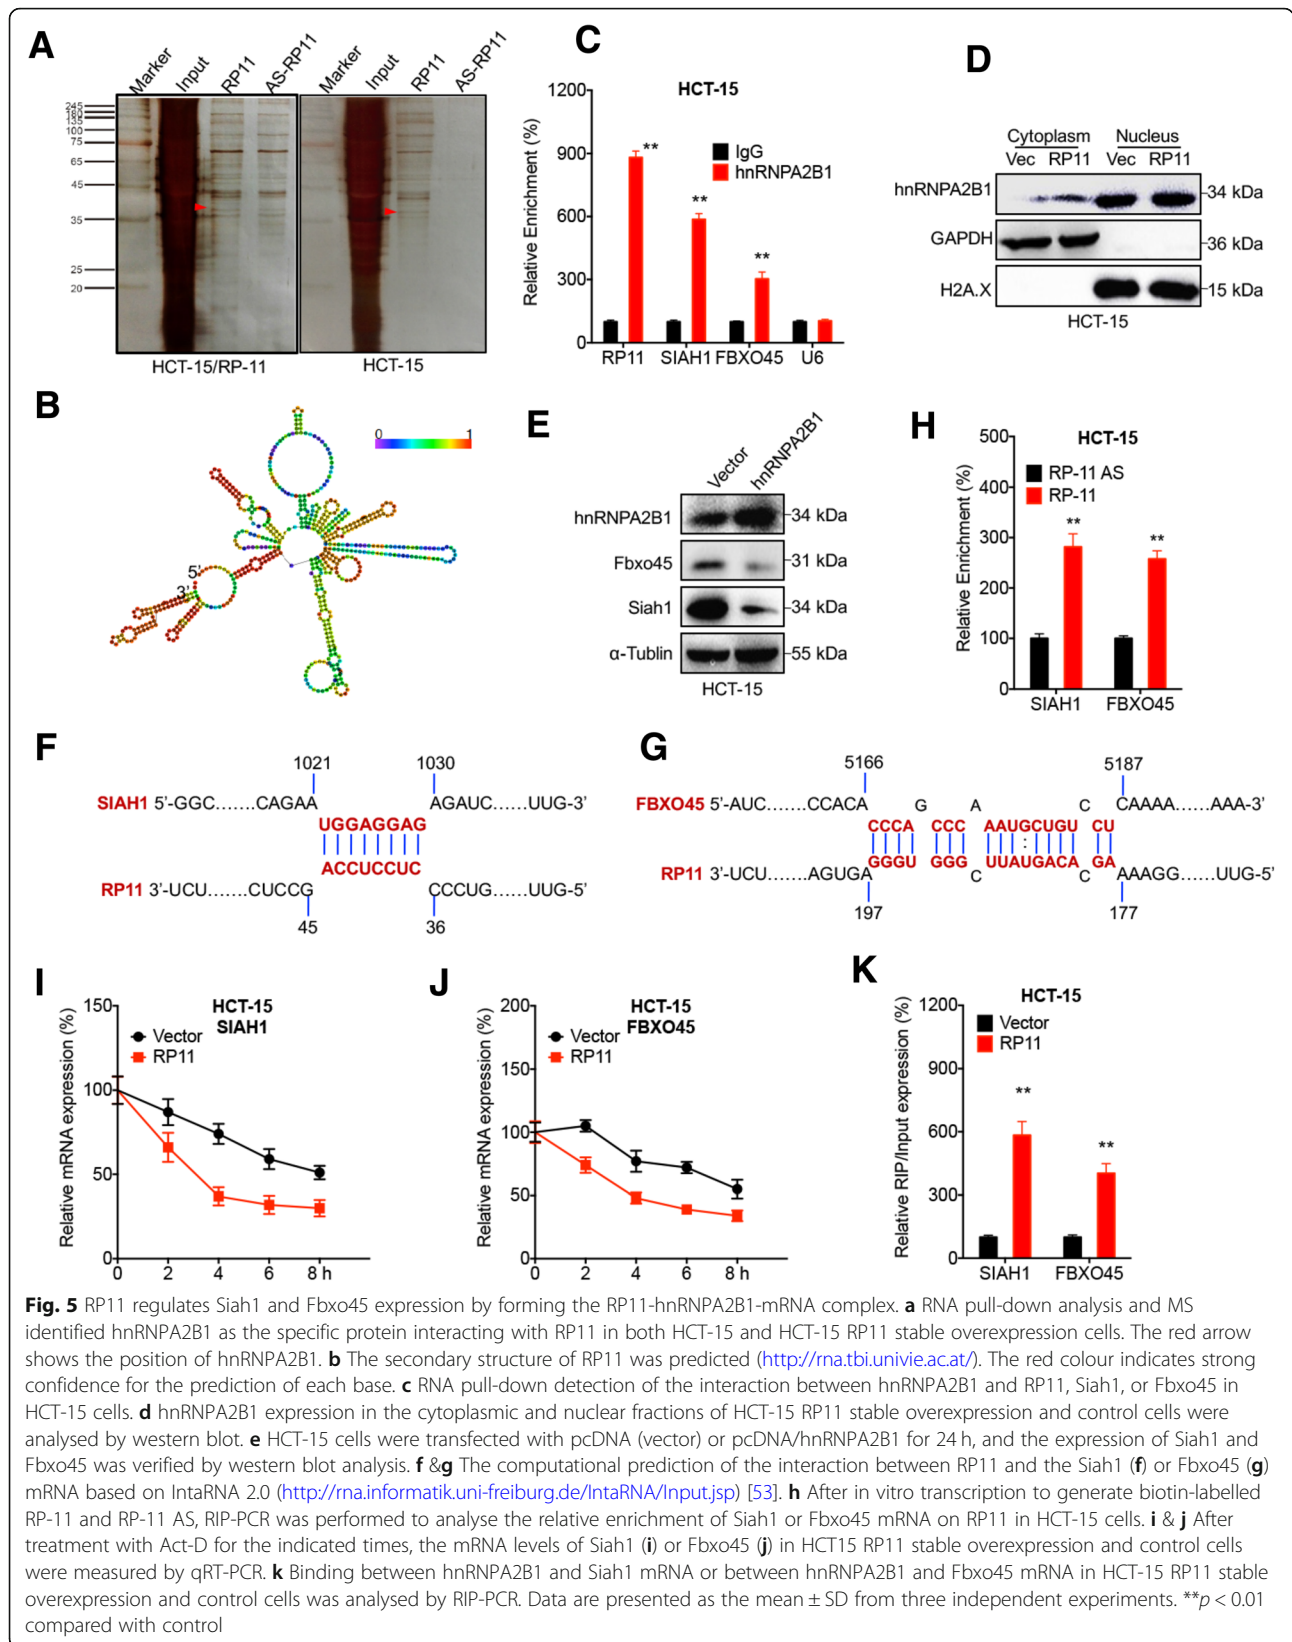 A
Marker
Input
RP11
AS-RP11
Marker
Input
RP11
AS-RP11
245
180
135
100
75
65
45
35
25
20
HCT-15/RP-11
HCT-15
B
0
1
5'
3'
C
HCT-15
IgG
hnRNPA2B1
Relative Enrichment (%)
1200
900
600
300
0
**
**
**
RP11
SIAH1
FBXO45
U6
D
Cytoplasm
Nucleus
Vec
RP11
Vec
RP11
hnRNPA2B1
34 kDa
GAPDH
36 kDa
H2A.X
15 kDa
HCT-15
E
Vector
hnRNPA2B1
hnRNPA2B1
34 kDa
Fbxo45
31 kDa
Siah1
34 kDa
α-Tublin
55 kDa
HCT-15
H
HCT-15
RP-11 AS
RP-11
Relative Enrichment (%)
500
400
300
200
100
0
**
**
SIAH1
FBXO45
F
1021
1030
SIAH1 5'-GGC.......CAGAA
AGAUC.....UUG-3'
UGGAGGAG
ACCUCCUC
RP11 3'-UCU.......CUCCG
CCCUG.....UUG-5'
45
36
G
5166
5187
FBXO45 5'-AUC.......CCACA
G
A
C
CAAAA......AAA-3'
CCCA
CCC
AAUGCUGU
CU
:
GGGU
GGG
UUAUGACA
GA
RP11 3'-UCU.......AGUGA
C
C
AAAGG......UUG-5'
197
177
I
HCT-15
SIAH1
Vector
RP11
Relative mRNA expression (%)
150
100
50
0
0
2
4
6
8 h
J
HCT-15
FBXO45
Vector
RP11
Relative mRNA expression (%)
200
150
100
50
0
0
2
4
6
8 h
K
HCT-15
Vector
RP11
Relative RIP/Input expression (%)
1200
900
600
300
0
**
**
SIAH1
FBXO45
Fig. 5 RP11 regulates Siah1 and Fbxo45 expression by forming the RP11-hnRNPA2B1-mRNA complex. a RNA pull-down analysis and MS
identified hnRNPA2B1 as the specific protein interacting with RP11 in both HCT-15 and HCT-15 RP11 stable overexpression cells. The red arrow
shows the position of hnRNPA2B1. b The secondary structure of RP11 was predicted (http://rna.tbi.univie.ac.at/). The red colour indicates strong
confidence for the prediction of each base. c RNA pull-down detection of the interaction between hnRNPA2B1 and RP11, Siah1, or Fbxo45 in
HCT-15 cells. d hnRNPA2B1 expression in the cytoplasmic and nuclear fractions of HCT-15 RP11 stable overexpression and control cells were
analysed by western blot. e HCT-15 cells were transfected with pcDNA (vector) or pcDNA/hnRNPA2B1 for 24 h, and the expression of Siah1 and
Fbxo45 was verified by western blot analysis. f &g The computational prediction of the interaction between RP11 and the Siah1 (f) or Fbxo45 (g)
mRNA based on IntaRNA 2.0 (http://rna.informatik.uni-freiburg.de/IntaRNA/Input.jsp) [53]. h After in vitro transcription to generate biotin-labelled
RP-11 and RP-11 AS, RIP-PCR was performed to analyse the relative enrichment of Siah1 or Fbxo45 mRNA on RP11 in HCT-15 cells. i & j After
treatment with Act-D for the indicated times, the mRNA levels of Siah1 (i) or Fbxo45 (j) in HCT15 RP11 stable overexpression and control cells
were measured by qRT-PCR. k Binding between hnRNPA2B1 and Siah1 mRNA or between hnRNPA2B1 and Fbxo45 mRNA in HCT-15 RP11 stable
overexpression and control cells was analysed by RIP-PCR. Data are presented as the mean ± SD from three independent experiments. **p < 0.01
compared with control